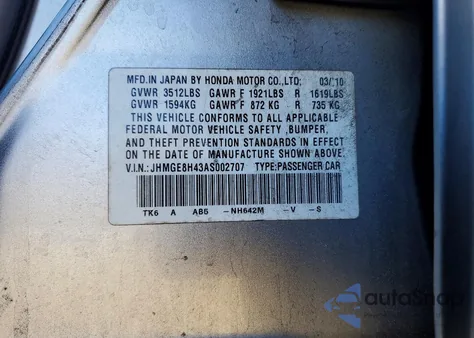 MFD.IN JAPAN BY HONDA MOTOR CO.,LTD. 03/10
GVWR 3512LBS GAWR F 1921LBS R 1619LBS
GVWR 1594KG GAWR F 872 KG R 735 KG
THIS VEHICLE CONFORMS TO ALL APPLICABLE
FEDERAL MOTOR VEHICLE SAFETY ,BUMPER,
AND THEFT PREVENTION STANDARDS IN EFFECT
ON THE DATE OF MANUFACTURE SHOWN ABOVE.
V.I.N.: JHMGE8H43AS002707 TYPE:PASSENGER CAR
TK6 A AB5 -NH642M -V -S
autoSnap